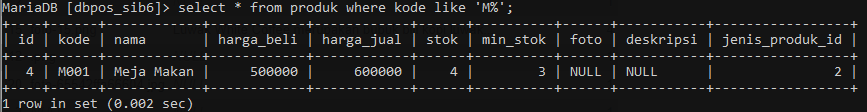 MariaDB [dbpos_sib6]> select * from produk where kode like 'M%';
+----+------+------------+------------+------------+------+----------+------+-----------+-----------------+
| id | kode | nama       | harga_beli | harga_jual | stok | min_stok | foto | deskripsi | jenis_produk_id |
+----+------+------------+------------+------------+------+----------+------+-----------+-----------------+
|  4 | M001 | Meja Makan |     500000 |     600000 |    4 |        3 | NULL | NULL      |               2 |
+----+------+------------+------------+------------+------+----------+------+-----------+-----------------+
1 row in set (0.002 sec)